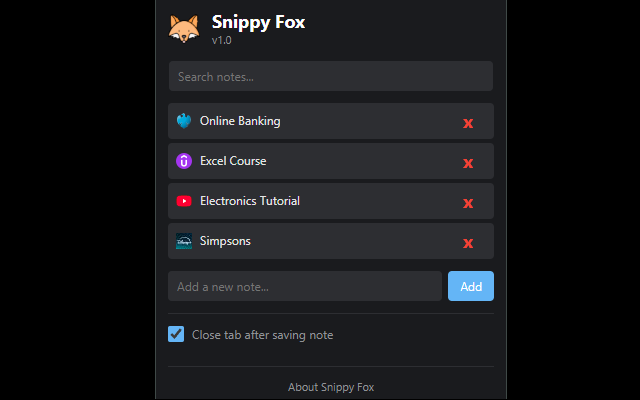 Snippy Fox
v1.0
Search notes...
Online Banking
x
Excel Course
x
Electronics Tutorial
x
Simpsons
x
Add a new note...
Add
Close tab after saving note
About Snippy Fox